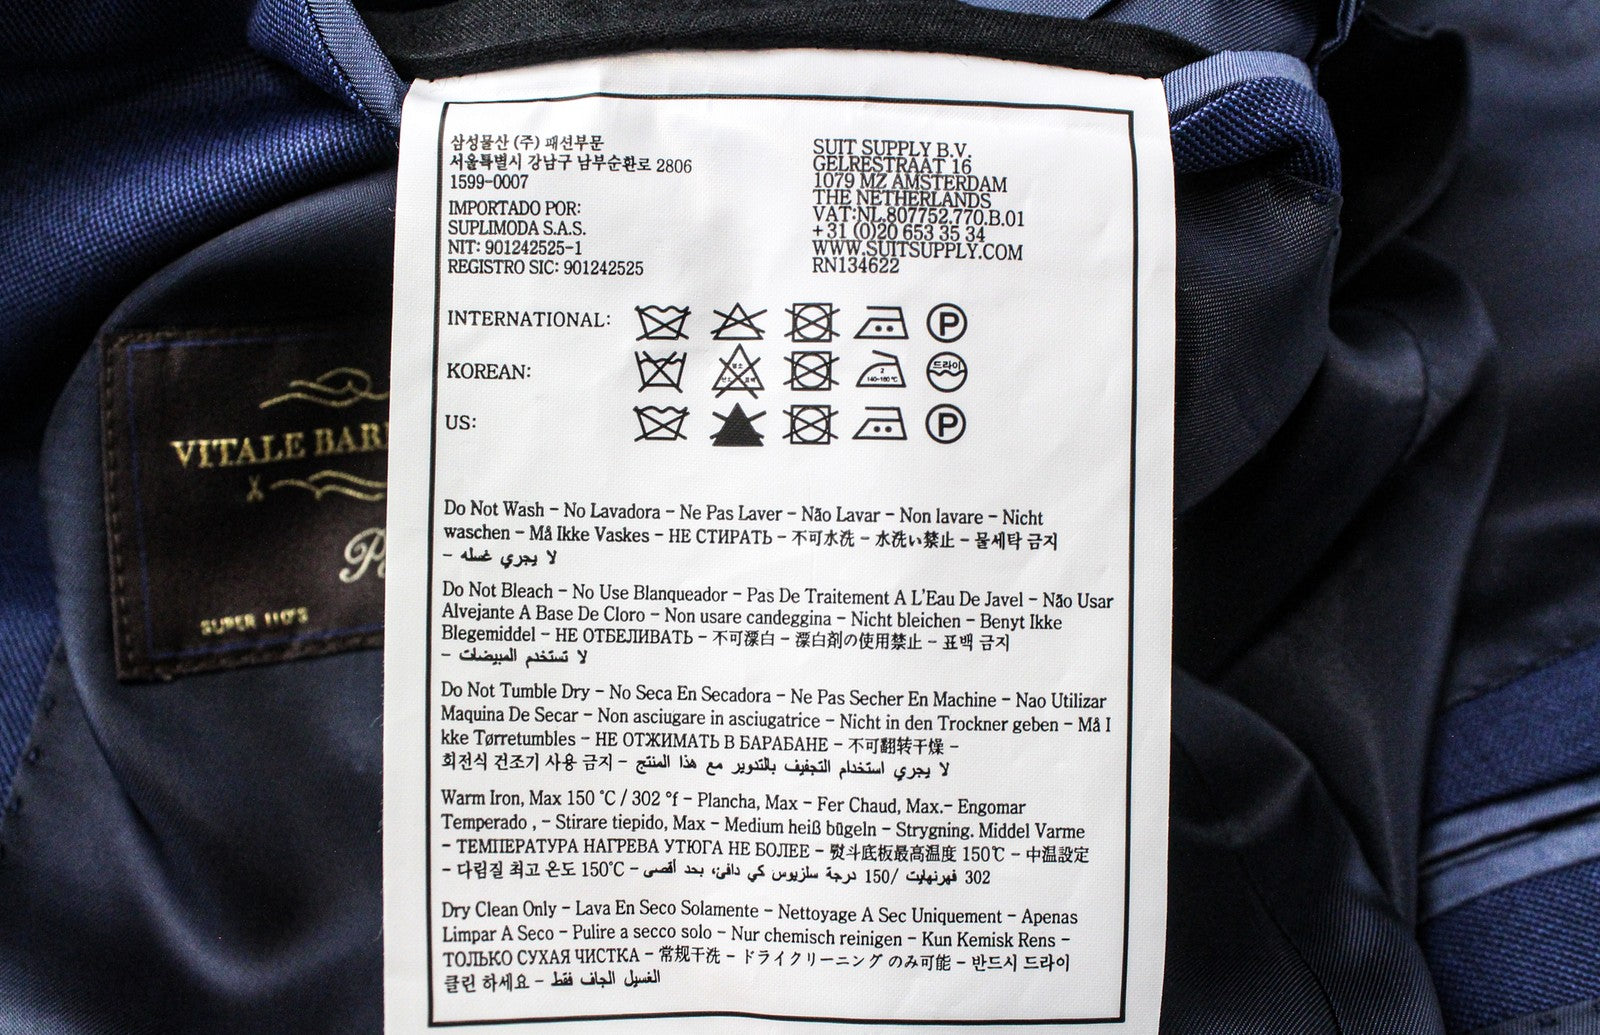 삼성물산 (주) 패션부문
서울특별시 강남구 남부순환로 2806
1599-0007
IMPORTADO POR:
SUPLIMODA S.A.S.
NIT: 901242525-1
REGISTRO SIC: 901242525
SUIT SUPPLY B.V.
GELRESTRAAT 16
1079 MZ AMSTERDAM
THE NETHERLANDS
VAT:NL.807752.770.B.01
+31 (0)20 653 35 34
WWW.SUITSUPPLY.COM
RN134622
INTERNATIONAL:
P
KOREAN:
2
140~160 ℃
드라이
US:
P
Do Not Wash - No Lavadora - Ne Pas Laver - Não Lavar - Non lavare - Nicht
waschen - Må Ikke Vaskes - НЕ СТИРАТЬ - 不可水洗 - 水洗い禁止 - 물세탁 금지
- لا يجري غسله
Do Not Bleach - No Use Blanqueador - Pas De Traitement A L'Eau De Javel - Não Usar
Alvejante A Base De Cloro - Non usare candeggina - Nicht bleichen - Benyt Ikke
Blegemiddel - НЕ ОТБЕЛИВАТЬ - 不可漂白 - 漂白剤の使用禁止 - 표백 금지
- لا تستخدم المبيضات
Do Not Tumble Dry - No Seca En Secadora - Ne Pas Secher En Machine - Nao Utilizar
Maquina De Secar - Non asciugare in asciugatrice - Nicht in den Trockner geben - Må I
kke Tørretumbles - НЕ ОТЖИМАТЬ В БАРАБАНЕ - 不可翻转干燥 -
회전식 건조기 사용 금지 - لا يجري استخدام التجفيف بالتدوير مع هذا المنتج
Warm Iron, Max 150 °C / 302 °f - Plancha, Max - Fer Chaud, Max.- Engomar
Temperado , - Stirare tiepido, Max - Medium heiß bügeln - Strygning. Middel Varme
- ТЕМПЕРАТУРА НАГРЕВА УТЮГА НЕ БОЛЕЕ - 熨斗底板最高温度 150℃ - 中温設定
- 다림질 최고 온도 150℃ - 302 فهرنهايت /150 درجة سلزيوس كي دافئ، بحد أقصى
Dry Clean Only - Lava En Seco Solamente - Nettoyage A Sec Uniquement - Apenas
Limpar A Seco - Pulire a secco solo - Nur chemisch reinigen - Kun Kemisk Rens -
ТОЛЬКО СУХАЯ ЧИСТКА - 常规干洗 - ドライクリーニング のみ可能 - 반드시 드라이
클린 하세요 - الغسيل الجاف فقط
VITALE
SUPER 110'S